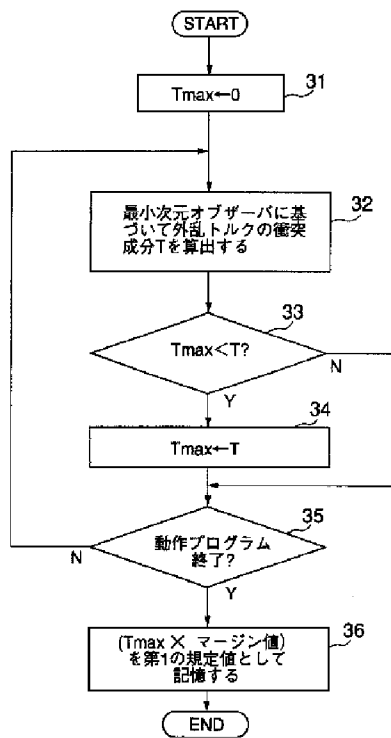 START
31
Tmax←0
32
最小次元オブザーバに基
づいて外乱トルクの衝突
成分Tを算出する
33
Tmax<T?
N
Y
34
Tmax←T
35
動作プログラム
終了?
N
Y
36
(Tmax × マージン値)
を第1の規定値として
記憶する
END